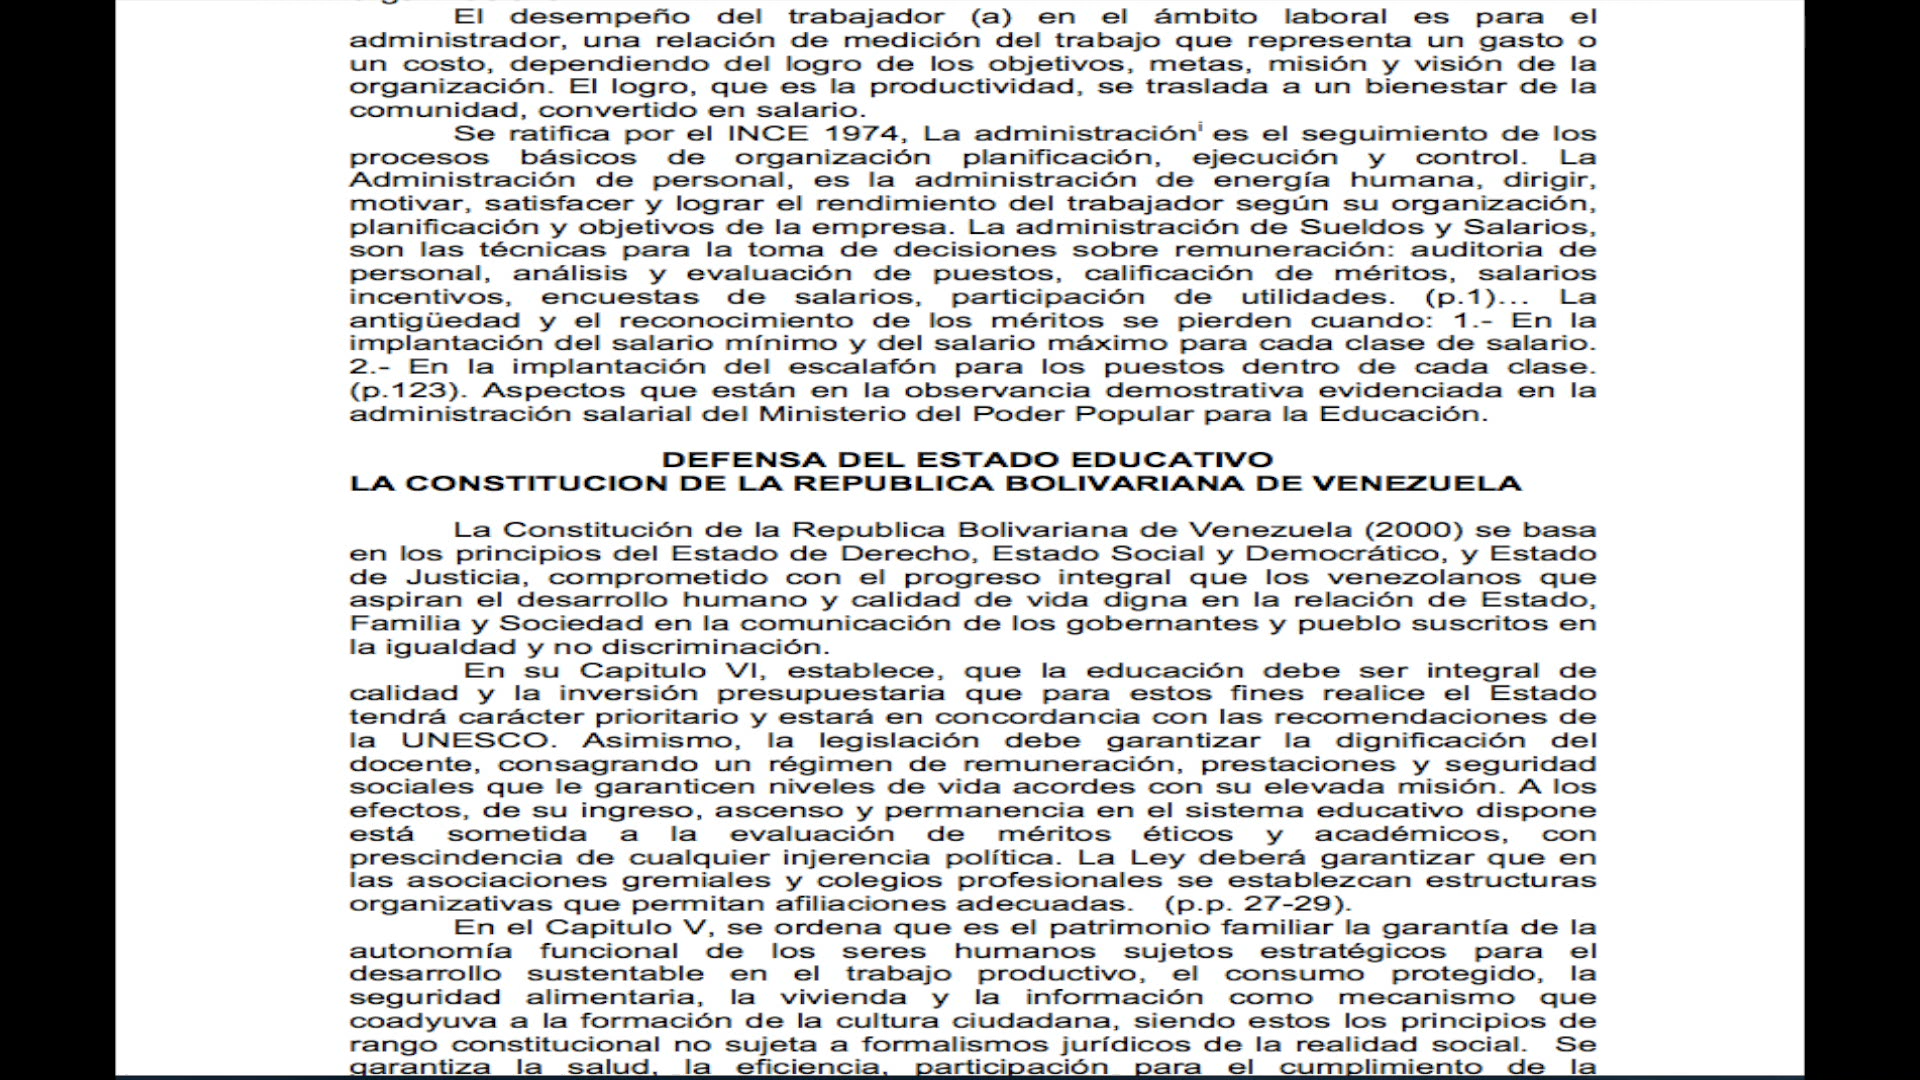 El desempeño del trabajador (a) en el ámbito laboral es para el
administrador, una relación de medición del trabajo que representa un gasto o
un costo, dependiendo del logro de los objetivos, metas, misión y visión de la
organización. El logro, que es la productividad, se traslada a un bienestar de la
comunidad, convertido en salario.
Se ratifica por el INCE 1974, La administraciónⁱ es el seguimiento de los
procesos básicos de organización planificación, ejecución y control. La
Administración de personal, es la administración de energía humana, dirigir,
motivar, satisfacer y lograr el rendimiento del trabajador según su organización,
planificación y objetivos de la empresa. La administración de Sueldos y Salarios,
son las técnicas para la toma de decisiones sobre remuneración: auditoria de
personal, análisis y evaluación de puestos, calificación de méritos, salarios
incentivos, encuestas de salarios, participación de utilidades. (p.1)... La
antigüedad y el reconocimiento de los méritos se pierden cuando: 1.- En la
implantación del salario mínimo y del salario máximo para cada clase de salario.
2.- En la implantación del escalafón para los puestos dentro de cada clase.
(p.123). Aspectos que están en la observancia demostrativa evidenciada en la
administración salarial del Ministerio del Poder Popular para la Educación.
DEFENSA DEL ESTADO EDUCATIVO
LA CONSTITUCION DE LA REPUBLICA BOLIVARIANA DE VENEZUELA
La Constitución de la Republica Bolivariana de Venezuela (2000) se basa
en los principios del Estado de Derecho, Estado Social y Democrático, y Estado
de Justicia, comprometido con el progreso integral que los venezolanos que
aspiran el desarrollo humano y calidad de vida digna en la relación de Estado,
Familia y Sociedad en la comunicación de los gobernantes y pueblo suscritos en
la igualdad y no discriminación.
En su Capitulo VI, establece, que la educación debe ser integral de
calidad y la inversión presupuestaria que para estos fines realice el Estado
tendrá carácter prioritario y estará en concordancia con las recomendaciones de
la UNESCO. Asimismo, la legislación debe garantizar la dignificación del
docente, consagrando un régimen de remuneración, prestaciones y seguridad
sociales que le garanticen niveles de vida acordes con su elevada misión. A los
efectos, de su ingreso, ascenso y permanencia en el sistema educativo dispone
está sometida a la evaluación de méritos éticos y académicos, con
prescindencia de cualquier injerencia política. La Ley deberá garantizar que en
las asociaciones gremiales y colegios profesionales se establezcan estructuras
organizativas que permitan afiliaciones adecuadas. (p.p. 27-29).
En el Capitulo V, se ordena que es el patrimonio familiar la garantía de la
autonomía funcional de los seres humanos sujetos estratégicos para el
desarrollo sustentable en el trabajo productivo, el consumo protegido, la
seguridad alimentaria, la vivienda y la información como mecanismo que
coadyuva a la formación de la cultura ciudadana, siendo estos los principios de
rango constitucional no sujeta a formalismos jurídicos de la realidad social. Se
garantiza la salud, la eficiencia, participación para el cumplimiento de la